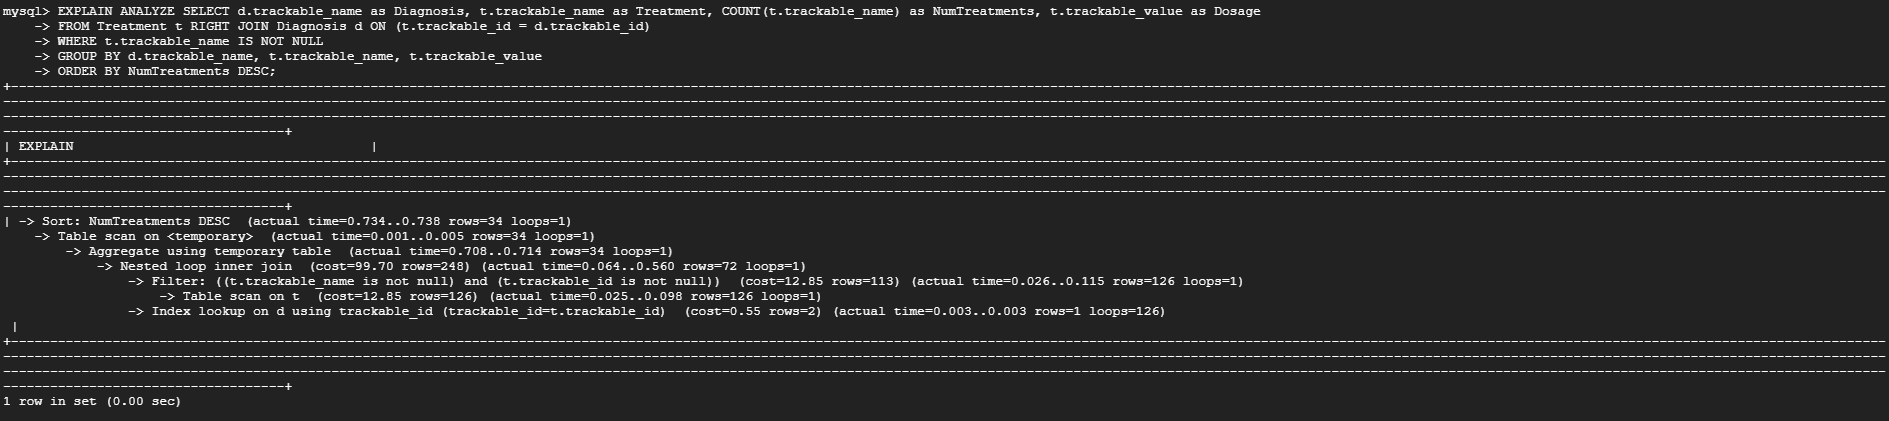 mysql> EXPLAIN ANALYZE SELECT d.trackable_name as Diagnosis, t.trackable_name as Treatment, COUNT(t.trackable_name) as NumTreatments, t.trackable_value as Dosage
    -> FROM Treatment t RIGHT JOIN Diagnosis d ON (t.trackable_id = d.trackable_id)
    -> WHERE t.trackable_name IS NOT NULL
    -> GROUP BY d.trackable_name, t.trackable_name, t.trackable_value
    -> ORDER BY NumTreatments DESC;
| EXPLAIN |
| -> Sort: NumTreatments DESC  (actual time=0.734..0.738 rows=34 loops=1)
    -> Table scan on <temporary>  (actual time=0.001..0.005 rows=34 loops=1)
        -> Aggregate using temporary table  (actual time=0.708..0.714 rows=34 loops=1)
            -> Nested loop inner join  (cost=99.70 rows=248) (actual time=0.064..0.560 rows=72 loops=1)
                -> Filter: ((t.trackable_name is not null) and (t.trackable_id is not null))  (cost=12.85 rows=113) (actual time=0.026..0.115 rows=126 loops=1)
                    -> Table scan on t  (cost=12.85 rows=126) (actual time=0.025..0.098 rows=126 loops=1)
                -> Index lookup on d using trackable_id (trackable_id=t.trackable_id)  (cost=0.55 rows=2) (actual time=0.003..0.003 rows=1 loops=126)
 |
1 row in set (0.00 sec)